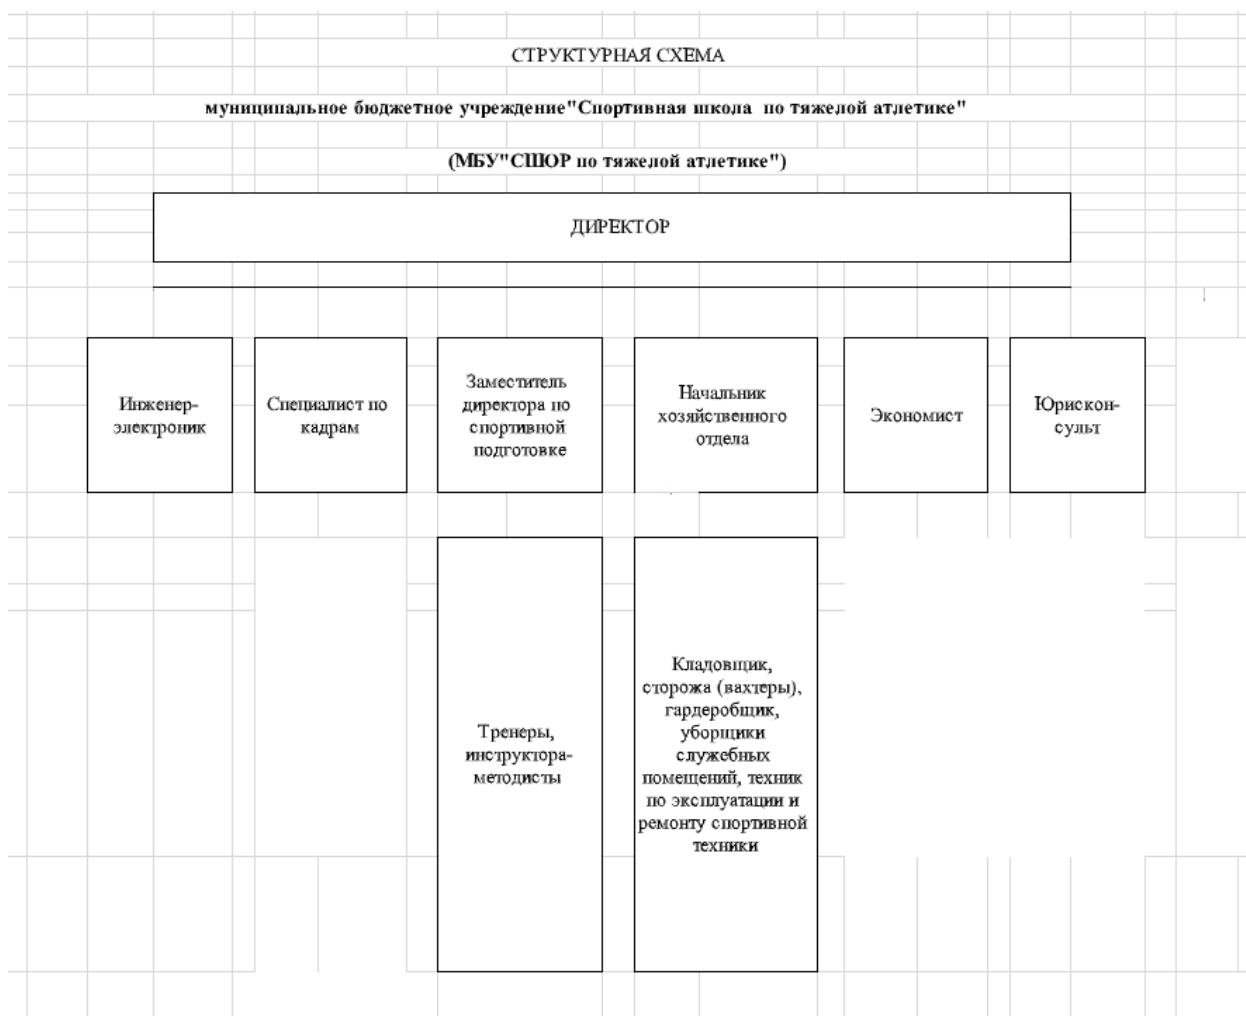 СТРУКТУРНАЯ СХЕМА
муниципальное бюджетное учреждение"Спортивная школа по тяжелой атлетике"
(МБУ"СШОР по тяжелой атлетике")
ДИРЕКТОР
Инженер-
электроник
Специалист по
кадрам
Заместитель
директора по
спортивной
подготовке
Начальник
хозяйственного
отдела
Экономист
Юрискон-
сульт
Тренеры,
инструктора-
методисты
Кладовщик,
сторожа (вахтеры),
гардеробщик,
уборщики
служебных
помещений, техник
по эксплуатации и
ремонту спортивной
техники